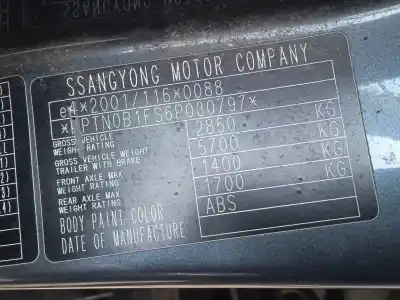 SSANGYONG MOTOR COMPANY
e4*2001/116*0088
*KPTN0B1FS6P030797*
GROSS VEHICLE WEIGH RATING 2850 KG
GROSS VEHICLE WEIGHT TRAILER WITH BRAKE 5700 KG
FRONT AXLE MAX WEIGHT RATING 1400 KG
REAR AXLE MAX WEIGHT RATING 1700 KG
BODY PAINT COLOR ABS
DATE OF MANUFACTURE